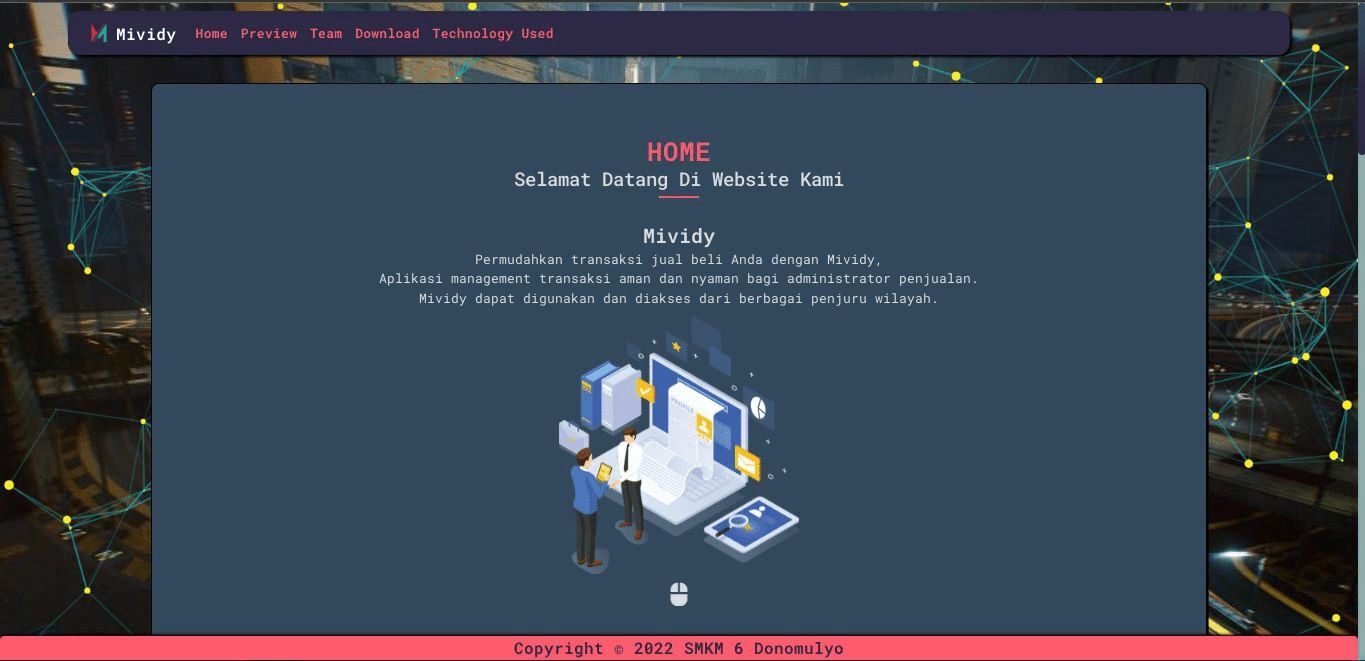 Mividy Home Preview Team Download Technology Used
HOME
Selamat Datang Di Website Kami
Mividy
Permudahkan transaksi jual beli Anda dengan Mividy,
Aplikasi management transaksi aman dan nyaman bagi administrator penjualan.
Mividy dapat digunakan dan diakses dari berbagai penjuru wilayah.
PROFILE
Copyright © 2022 SMKM 6 Donomulyo